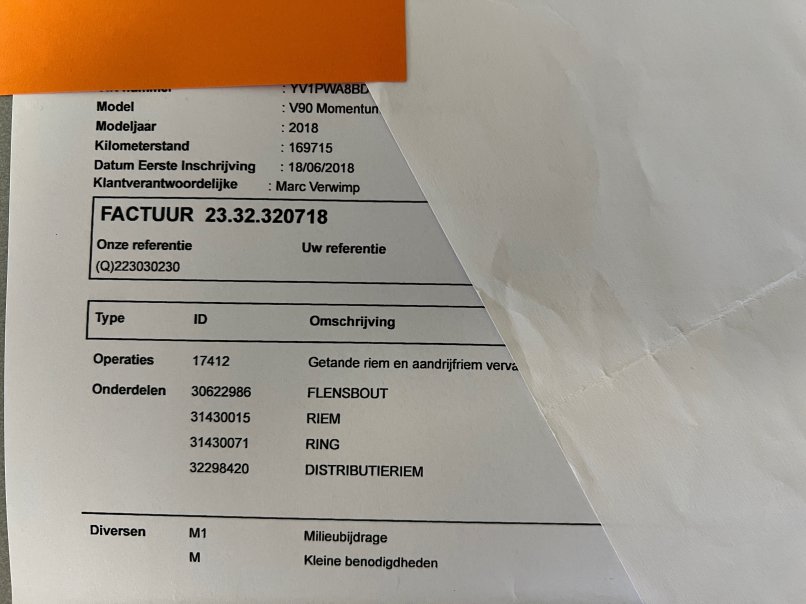 : YV1PWA8BD
Model : V90 Momentun
Modeljaar : 2018
Kilometerstand : 169715
Datum Eerste Inschrijving : 18/06/2018
Klantverantwoordelijke : Marc Verwimp
FACTUUR 23.32.320718
Onze referentie Uw referentie
(Q)223030230
Type ID Omschrijving
Operaties 17412 Getande riem en aandrijfriem verva
Onderdelen 30622986 FLENSBOUT
31430015 RIEM
31430071 RING
32298420 DISTRIBUTIERIEM
Diversen M1 Milieubijdrage
M Kleine benodigdheden